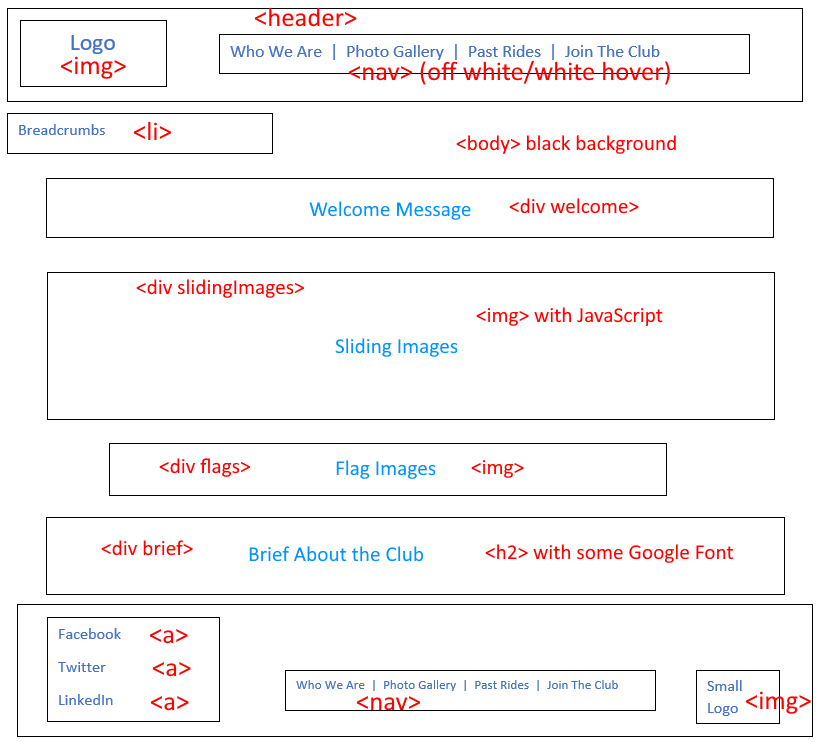 <header>
Logo
<img>
Who We Are | Photo Gallery | Past Rides | Join The Club
<nav> (off white/white hover)
Breadcrumbs <li>
<body> black background
Welcome Message <div welcome>
<div slidingImages>
<img> with JavaScript
Sliding Images
<div flags> Flag Images <img>
<div brief> Brief About the Club <h2> with some Google Font
Facebook <a>
Twitter <a>
LinkedIn <a>
Who We Are | Photo Gallery | Past Rides | Join The Club
<nav>
Small
Logo <img>